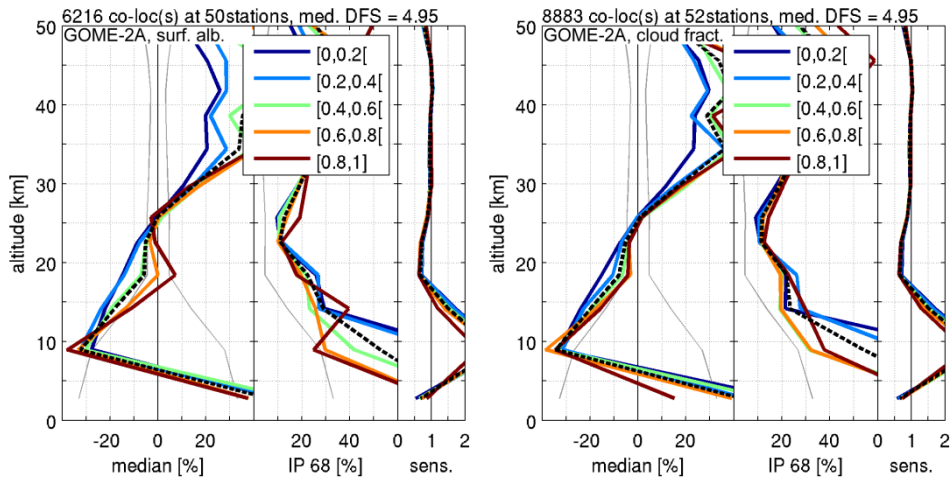 6216 co-loc(s) at 50stations, med. DFS = 4.95
GOME-2A, surf. alb.
[0,0.2[
[0.2,0.4[
[0.4,0.6[
[0.6,0.8[
[0.8,1]
50
40
30
20
10
0
altitude [km]
-20 0 20
median [%]
20 40
IP 68 [%]
0 1 2
sens.
8883 co-loc(s) at 52stations, med. DFS = 4.95
GOME-2A, cloud fract.
[0,0.2[
[0.2,0.4[
[0.4,0.6[
[0.6,0.8[
[0.8,1]
50
40
30
20
10
0
altitude [km]
-20 0 20
median [%]
20 40
IP 68 [%]
0 1 2
sens.